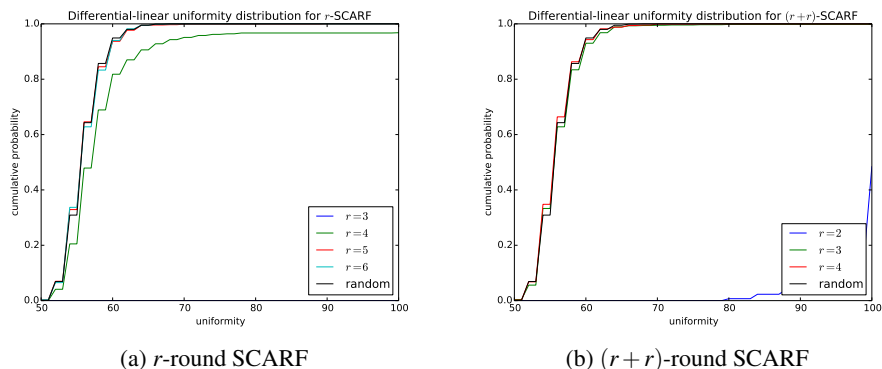 Differential-linear uniformity distribution for r-SCARF
1.0
0.8
0.6
0.4
0.2
0.0
cumulative probability
50 60 70 80 90 100
uniformity
r=3
r=4
r=5
r=6
random
(a) r-round SCARF
Differential-linear uniformity distribution for (r+r)-SCARF
1.0
0.8
0.6
0.4
0.2
0.0
cumulative probability
50 60 70 80 90 100
uniformity
r=2
r=3
r=4
random
(b) (r+r)-round SCARF